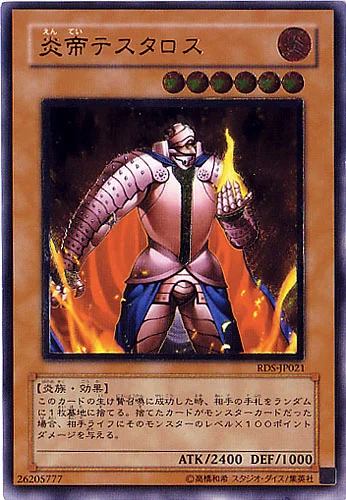 えん てい
炎帝テスタロス
炎
RDS-JP021
【炎族・効果】
このカードの生け贄召喚に成功した時、相手の手札をランダム
に1枚墓地に捨てる。捨てたカードがモンスターカードだった
場合、相手ライフにそのモンスターのレベル×100ポイント
ダメージを与える。
ATK/2400 DEF/1000
26205777
©高橋和希 スタジオ・ダイス/集英社